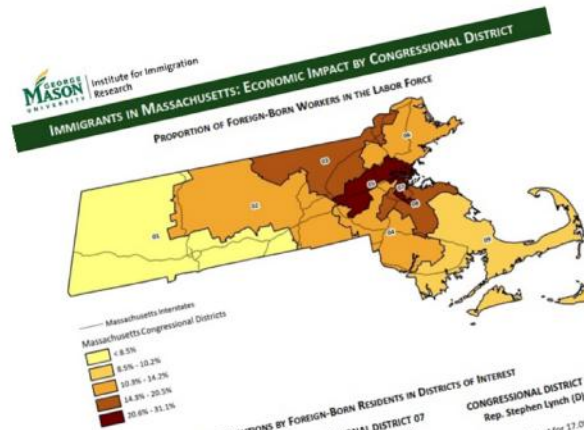 GEORGE
MASON
UNIVERSITY
Institute for Immigration
Research
IMMIGRANTS IN MASSACHUSETTS: ECONOMIC IMPACT BY CONGRESSIONAL DISTRICT
PROPORTION OF FOREIGN-BORN WORKERS IN THE LABOR FORCE
06
03
05
07
08
02
01
04
09
Massachusetts Interstates
Massachusetts Congressional Districts
< 8.5%
8.5% - 10.2%
10.3% - 14.2%
14.3% - 20.5%
20.6% - 31.1%
BY FOREIGN-BORN RESIDENTS IN DISTRICTS OF INTEREST
DISTRICT 07
CONGRESSIONAL DISTRICT
Rep. Stephen Lynch (D)
for 17.